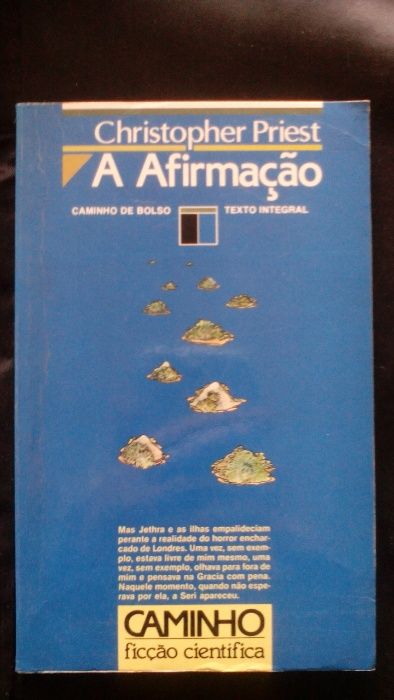 Christopher Priest
A Afirmação
CAMINHO DE BOLSO TEXTO INTEGRAL
Mas Jethra e as ilhas empalideciam
perante a realidade do horror enchar-
cado de Londres. Uma vez, sem exem-
plo, estava livre de mim mesmo, uma
vez, sem exemplo, olhava para fora de
mim e pensava na Gracia com pena.
Naquele momento, quando não espe-
rava por ela, a Seri apareceu.
CAMINHO
ficção científica